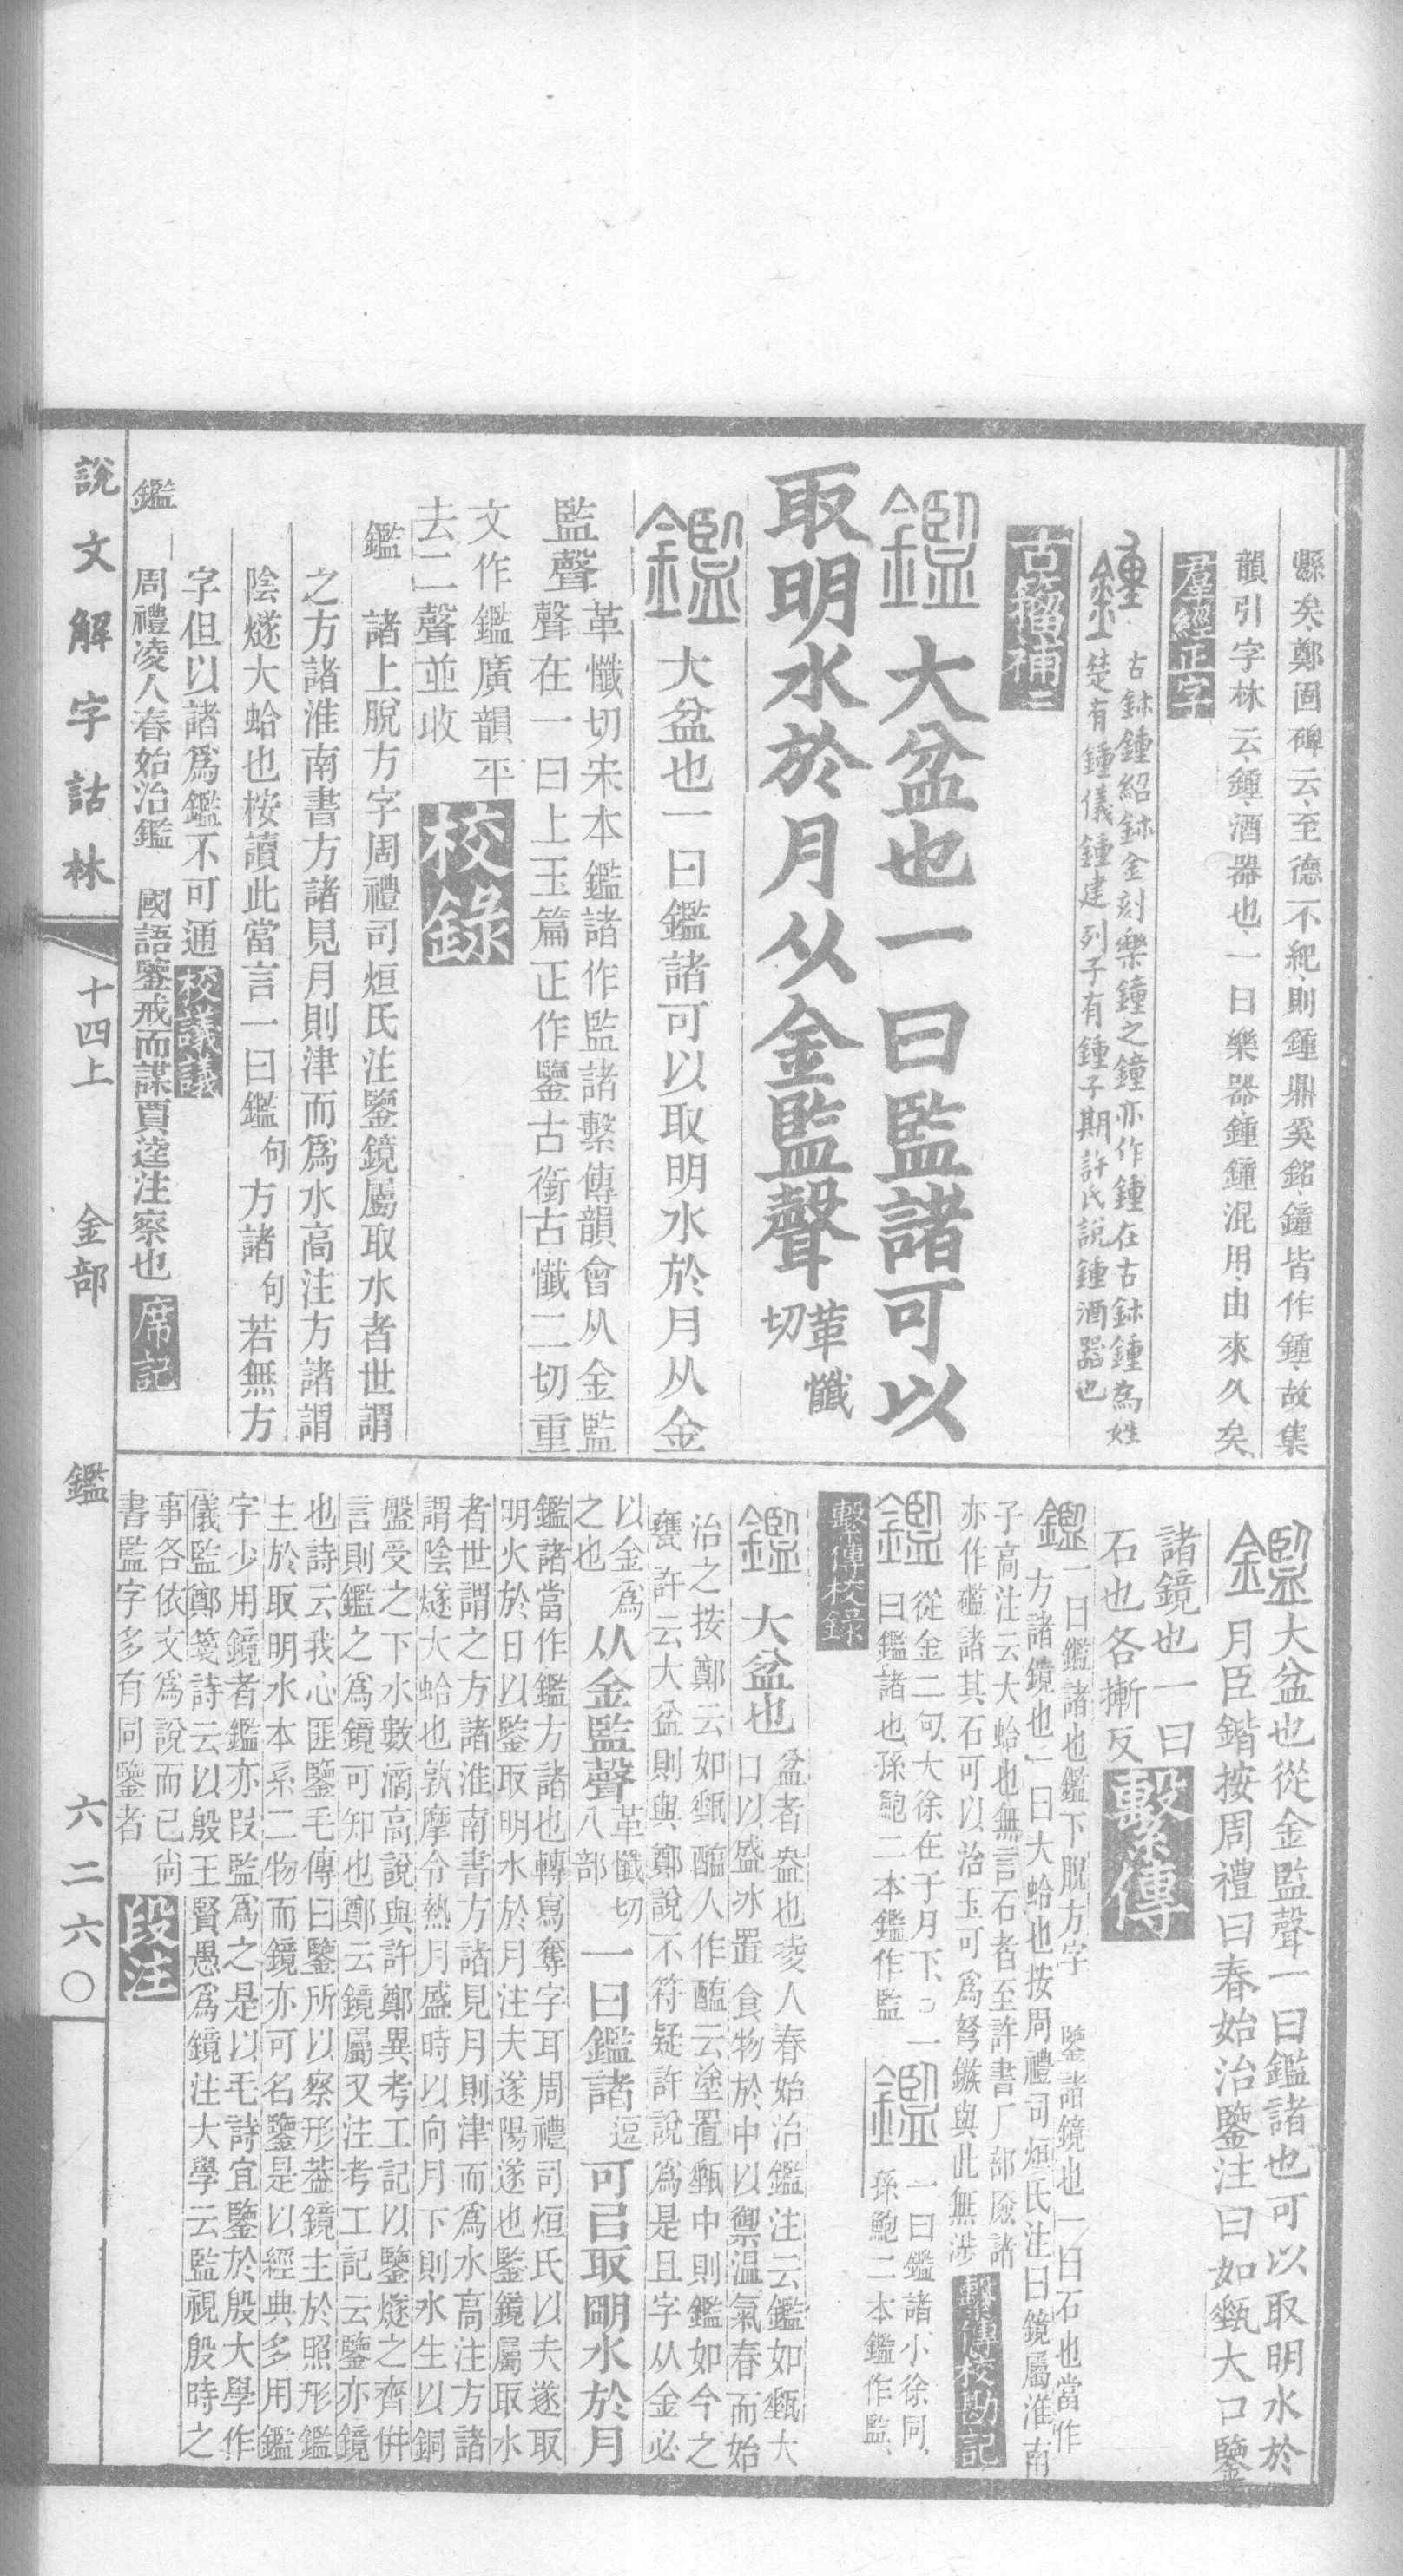 縣矣鄭固碑云至德不紀則鍾鼎奚銘鐘皆作鍾故集
韻引字林云鍾酒器也一曰樂器鍾鐘混用由來久矣
羣經正字
鍾 古鉥鍾紹鉥金刻樂鐘之鐘亦作鍾在古鉥鍾為姓
楚有鍾儀鍾建列子有鍾子期許氏說鍾酒器也
古籀補
鑑 大盆也一曰監諸可以
取明水於月从金監聲 革懺切
鑑 大盆也一曰鑑諸可以取明水於月从金
監聲 革懺切宋本鑑諸作監諸繫傳韻會从金監
聲在一曰上玉篇正作鑒古銜古懺二切重
文作鑑廣韻平
去二聲並收 校錄
鑑 諸上脫方字周禮司烜氏注鑒鏡屬取水者世謂
之方諸淮南書方諸見月則津而爲水高注方諸謂
陰燧大蛤也桉讀此當言一曰鑑句方諸句若無方
字但以諸爲鑑不可通 校議議
鑑 周禮凌人春始治鑑 國語鑒戒而謀賈逵注察也 席記
鑑大盆也從金監聲一曰鑑諸也可以取明水於
月臣鍇按周禮曰春始治鑒注曰如甄大口鑒
諸鏡也一曰
石也各摲反 繫傳
鑑 一曰鑑諸也鑑下脫方字 鑒諸鏡也一曰石也當作
方諸鏡也一曰大蛤也按周禮司烜氏注曰鏡屬淮南
子高注云大蛤也無言石者至許書厂部厱諸
亦作礛諸其石可以治玉可爲弩鏃與此無涉 繫傳校勘記
鑑 從金二句大徐在于月下一
曰鑑諸也孫鮑二本鑑作監
鑑 一曰鑑諸小徐同
孫鮑二本鑑作監
繫傳校錄
鑑 大盆也 盆者盎也凌人春始治鑑注云鑑如甄大
口以盛冰置食物於中以禦温氣春而始
治之按鄭云如甄醢人作醢云塗置甄中則鑑如今之
甕許云大盆則與鄭說不符疑許說爲是且字从金必
以金爲
之也 从金監聲 革懺切
八部 一曰鑑諸 逗 可㠯取朙水於月
鑑諸當作鑑方諸也轉寫奪字耳周禮司烜氏以夫遂取
明火於日以鑒取明水於月注夫遂陽遂也鑒鏡屬取水
者世謂之方諸淮南書方諸見月則津而爲水高注方諸
謂陰燧大蛤也孰摩令熱月盛時以向月下則水生以銅
盤受之下水數滴高說與許鄭異考工記以鑒燧之齊倂
言則鑑之爲鏡可知也鄭云鏡屬又注考工記云鑒亦鏡
也詩云我心匪鑒毛傳曰鑒所以察形葢鏡主於照形鑑
主於取明水本系二物而鏡亦可名鑒是以經典多用鑑
字少用鏡者鑑亦叚監爲之是以毛詩宜鑒於殷大學作
儀監鄭箋詩云以殷王賢愚爲鏡注大學云監視殷時之
事各依文爲說而已尙
書監字多有同鑒者 段注
說文解字詁林 十四上 金部 鑑 六二六〇